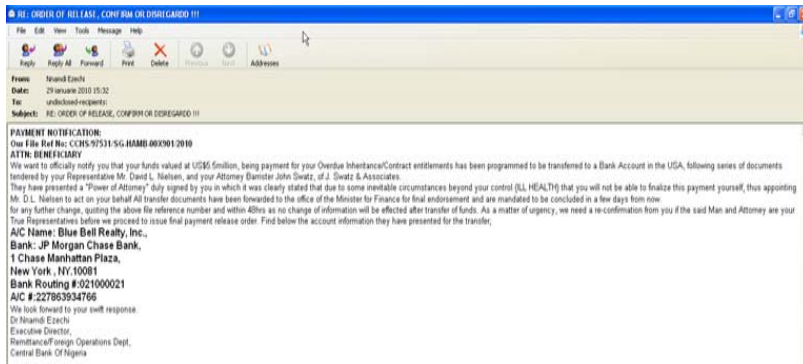 RE: ORDER OF RELEASE, CONFIRM OR DISREGARDO !!!
File Edit View Tools Message Help
Reply Reply All Forward Print Delete Previous Next Addresses
From: Nnamdi Ezechi
Date: 29 ianuarie 2010 15:32
To: undisclosed-recipients:
Subject: RE: ORDER OF RELEASE, CONFIRM OR DISREGARDO !!!
PAYMENT NOTIFICATION:
Our File Ref No: CCHS/97531/SG-HAMB-00X901/2010
ATTN: BENEFICIARY
We want to officially notify you that your funds valued at US$5.5million, being payment for your Overdue Inheritance/Contract entitlements has been programmed to be transferred to a Bank Account in the USA, following series of documents
tendered by your Representative Mr. David L. Nielsen, and your Attorney Barrister John Swatz, of J. Swatz & Associates.
They have presented a "Power of Attorney" duly signed by you in which it was clearly stated that due to some inevitable circumstances beyond your control (ILL HEALTH) that you will not be able to finalize this payment yourself, thus appointing
Mr. D.L. Nielsen to act on your behalf All transfer documents have been forwarded to the office of the Minister for Finance for final endorsement and are mandated to be concluded in a few days from now.
for any further change, quoting the above file reference number and within 48hrs as no change of information will be effected after transfer of funds. As a matter of urgency, we need a re-confirmation from you if the said Man and Attorney are your
True Representatives before we proceed to issue final payment release order. Find below the account information they have presented for the transfer;
A/C Name: Blue Bell Realty, Inc.,
Bank: JP Morgan Chase Bank,
1 Chase Manhattan Plaza,
New York , NY.10081
Bank Routing #:021000021
A/C #:227863934766
We look forward to your swift response.
Dr Nnamdi Ezechi
Executive Director,
Remittance/Foreign Operations Dept,
Central Bank Of Nigeria